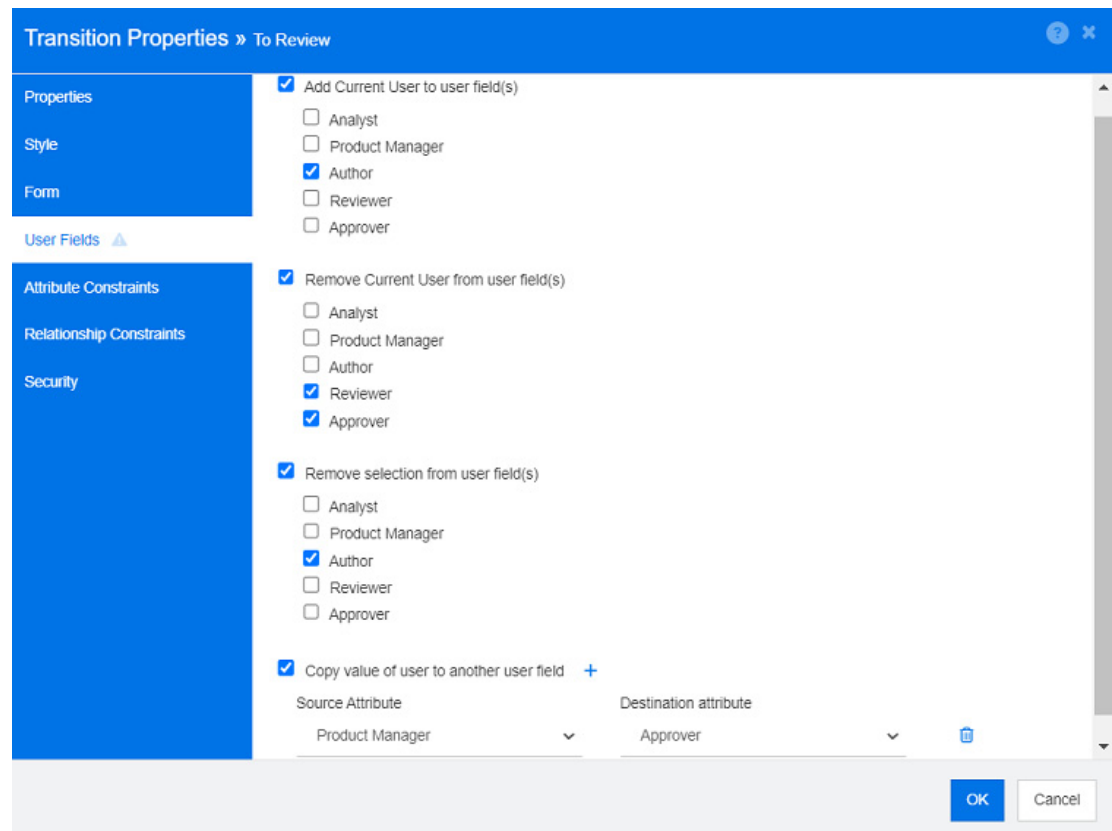 Transition Properties » To Review
Properties
Style
Form
User Fields
Attribute Constraints
Relationship Constraints
Security
Add Current User to user field(s)
Analyst
Product Manager
Author
Reviewer
Approver
Remove Current User from user field(s)
Analyst
Product Manager
Author
Reviewer
Approver
Remove selection from user field(s)
Analyst
Product Manager
Author
Reviewer
Approver
Copy value of user to another user field +
Source Attribute Destination attribute
Product Manager Approver
OK Cancel